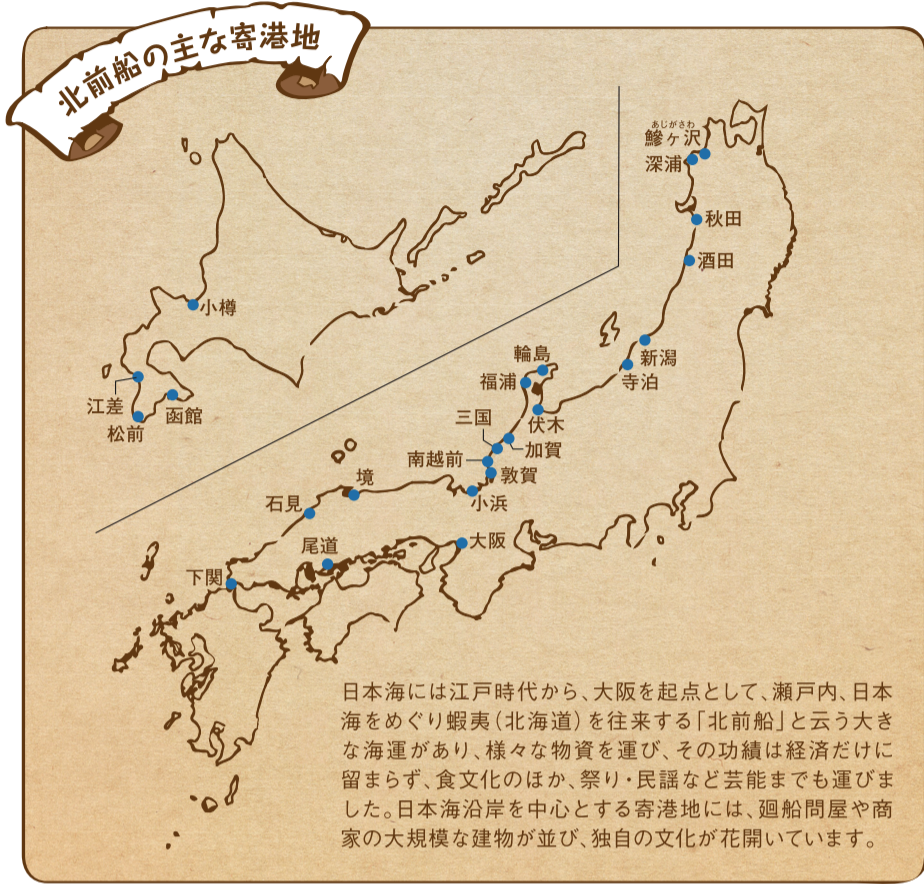 北前船の主な寄港地
あじがさわ
鰺ヶ沢
深浦
秋田
酒田
小樽
新潟
寺泊
輪島
福浦
江差
函館
松前
伏木
三国
加賀
南越前
敦賀
境
小浜
石見
大阪
尾道
下関
日本海には江戸時代から、大阪を起点として、瀬戸内、日本
海をめぐり蝦夷(北海道)を往来する「北前船」と云う大き
な海運があり、様々な物資を運び、その功績は経済だけに
留まらず、食文化のほか、祭り・民謡など芸能までも運びま
した。日本海沿岸を中心とする寄港地には、廻船問屋や商
家の大規模な建物が並び、独自の文化が花開いています。